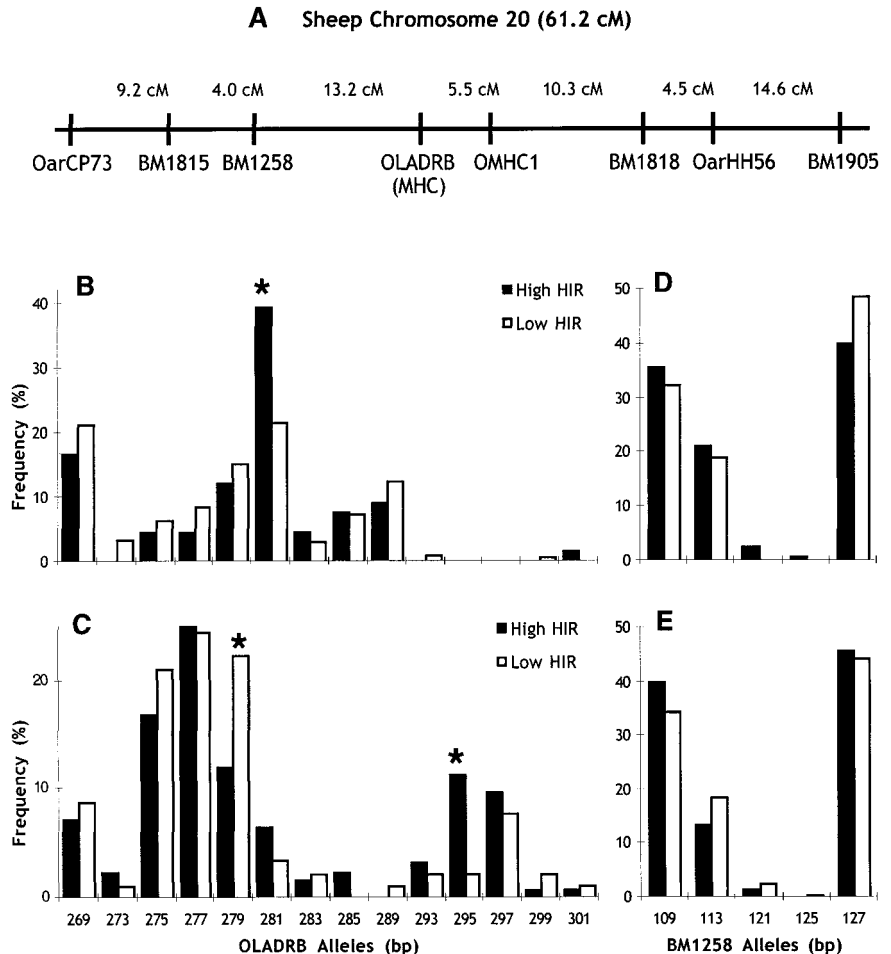 A Sheep Chromosome 20 (61.2 cM)
9.2 cM 4.0 cM 13.2 cM 5.5 cM 10.3 cM 4.5 cM 14.6 cM
OarCP73 BM1815 BM1258 OLADRB OMHC1 BM1818 OarHH56 BM1905
(MHC)
B
*
High HIR
Low HIR
40
30
20
10
0
Frequency (%)
D
50
40
30
20
10
0
C
*
*
High HIR
Low HIR
20
10
0
Frequency (%)
269 273 275 277 279 281 283 285 289 293 295 297 299 301
OLADRB Alleles (bp)
E
50
40
30
20
10
0
109 113 121 125 127
BM1258 Alleles (bp)